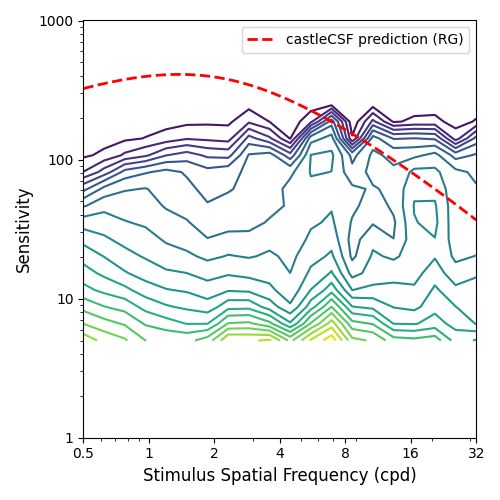 1000
castleCSF prediction (RG)
100
Sensitivity
10
1
0.5 1 2 4 8 16 32
Stimulus Spatial Frequency (cpd)